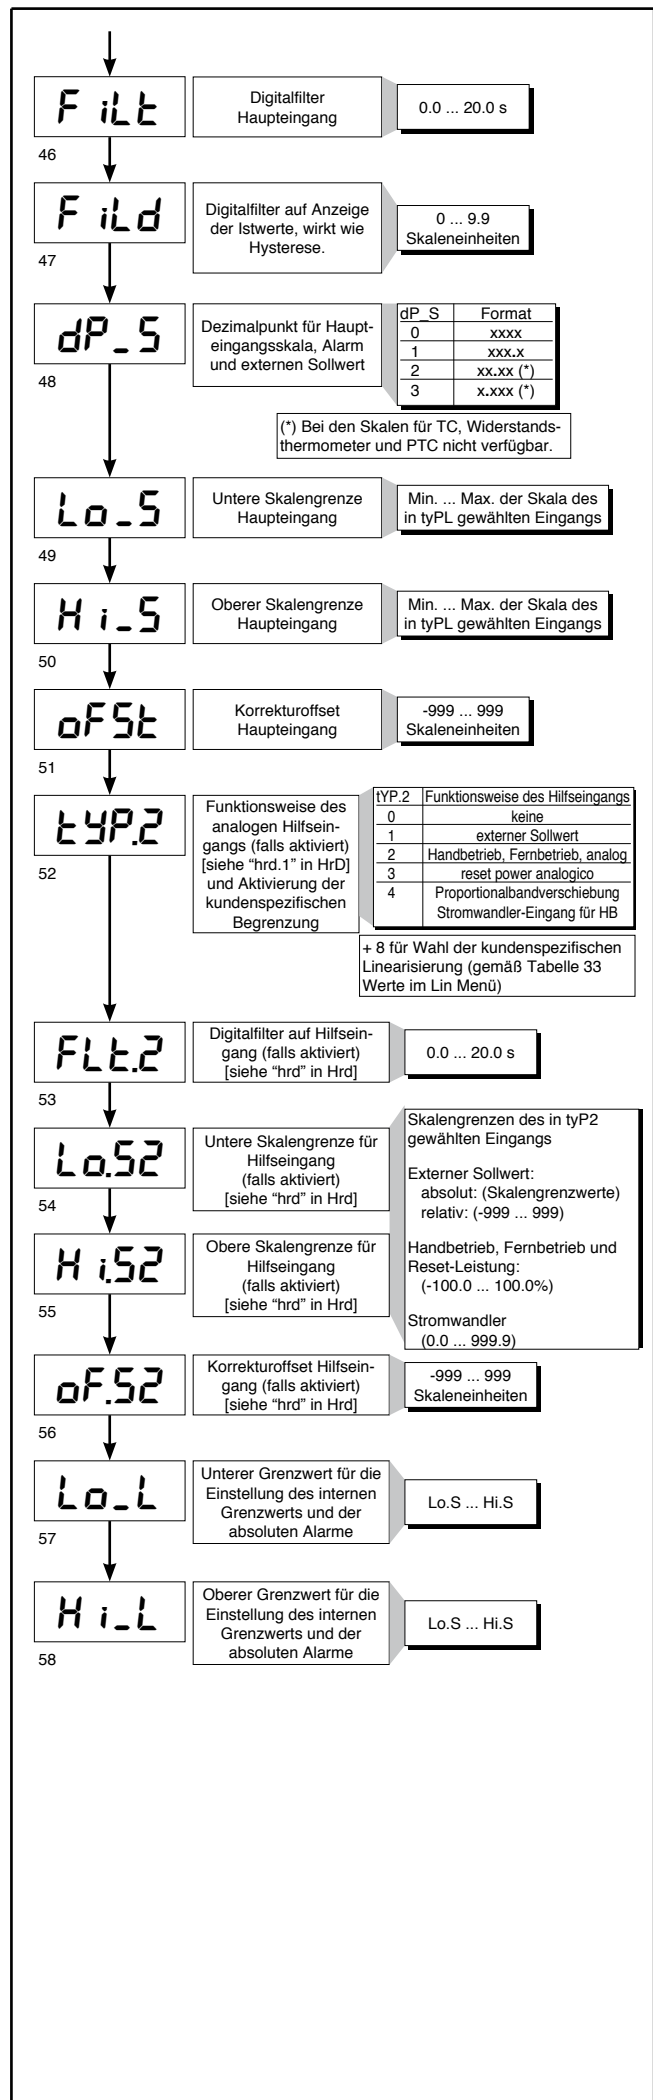 FiLt
Digitalfilter
Haupteingang
0.0 ... 20.0 s
46
FiLd
Digitalfilter auf Anzeige
der Istwerte, wirkt wie
Hysterese.
0 ... 9.9
Skaleneinheiten
47
dP_S
Dezimalpunkt für Haupt-
eingangsskala, Alarm
und externen Sollwert
dP_S Format
0 xxxx
1 xxx.x
2 xx.xx (*)
3 x.xxx (*)
48
(*) Bei den Skalen für TC, Widerstands-
thermometer und PTC nicht verfügbar.
Lo_S
Untere Skalengrenze
Haupteingang
Min. ... Max. der Skala des
in tyPL gewählten Eingangs
49
Hi_S
Oberer Skalengrenze
Haupteingang
Min. ... Max. der Skala des
in tyPL gewählten Eingangs
50
oFSt
Korrekturoffset
Haupteingang
-999 ... 999
Skaleneinheiten
51
tYP.2
Funktionsweise des
analogen Hilfsein-
gangs (falls aktiviert)
[siehe “hrd.1” in HrD]
und Aktivierung der
kundenspezifischen
Begrenzung
tYP.2 Funktionsweise des Hilfseingangs
0 keine
1 externer Sollwert
2 Handbetrieb, Fernbetrieb, analog
3 reset power analogico
4 Proportionalbandverschiebung
Stromwandler-Eingang für HB
52
+ 8 für Wahl der kundenspezifischen
Linearisierung (gemäß Tabelle 33
Werte im Lin Menü)
FLt.2
Digitalfilter auf Hilfsein-
gang (falls aktiviert)
[siehe “hrd” in Hrd]
0.0 ... 20.0 s
53
Lo.S2
Untere Skalengrenze für
Hilfseingang
(falls aktiviert)
[siehe “hrd” in Hrd]
54
Hi.S2
Obere Skalengrenze für
Hilfseingang
(falls aktiviert)
[siehe “hrd” in Hrd]
55
Skalengrenzen des in tyP2
gewählten Eingangs
Externer Sollwert:
absolut: (Skalengrenzwerte)
relativ: (-999 ... 999)
Handbetrieb, Fernbetrieb und
Reset-Leistung:
(-100.0 ... 100.0%)
Stromwandler
(0.0 ... 999.9)
oF.S2
Korrekturoffset Hilfsein-
gang (falls aktiviert)
[siehe “hrd” in Hrd]
-999 ... 999
Skaleneinheiten
56
Lo_L
Unterer Grenzwert für die
Einstellung des internen
Grenzwerts und der
absoluten Alarme
Lo.S ... Hi.S
57
Hi_L
Oberer Grenzwert für die
Einstellung des internen
Grenzwerts und der
absoluten Alarme
Lo.S ... Hi.S
58